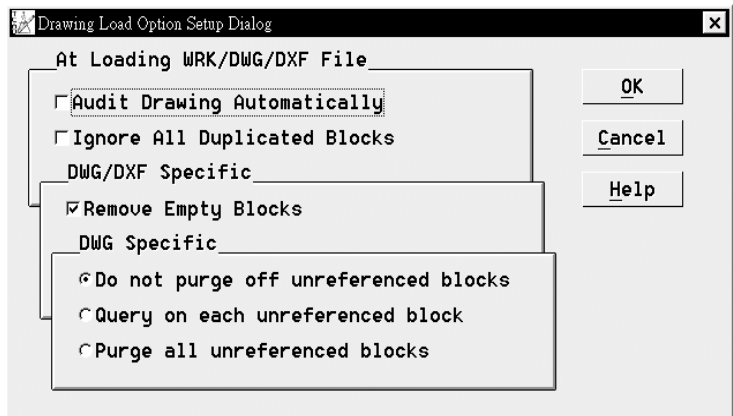 Drawing Load Option Setup Dialog
At Loading WRK/DWG/DXF File
Audit Drawing Automatically
Ignore All Duplicated Blocks
DWG/DXF Specific
Remove Empty Blocks
DWG Specific
Do not purge off unreferenced blocks
Query on each unreferenced block
Purge all unreferenced blocks
OK
Cancel
Help